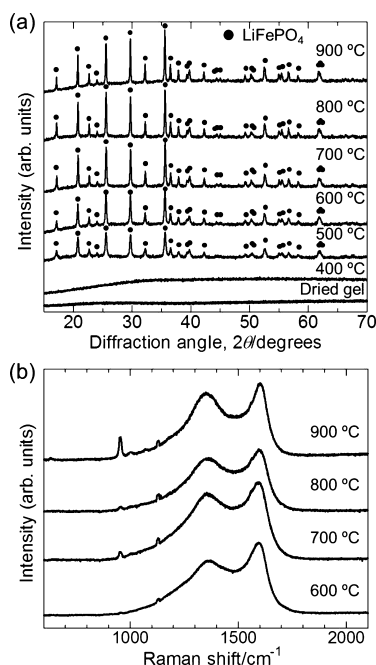 (a)
● LiFePO4
900 ºC
800 ºC
700 ºC
600 ºC
500 ºC
400 ºC
Dried gel
Intensity (arb. units)
20 30 40 50 60 70
Diffraction angle, 2θ/degrees
(b)
900 ºC
800 ºC
700 ºC
600 ºC
Intensity (arb. units)
1000 1500 2000
Raman shift/cm-1